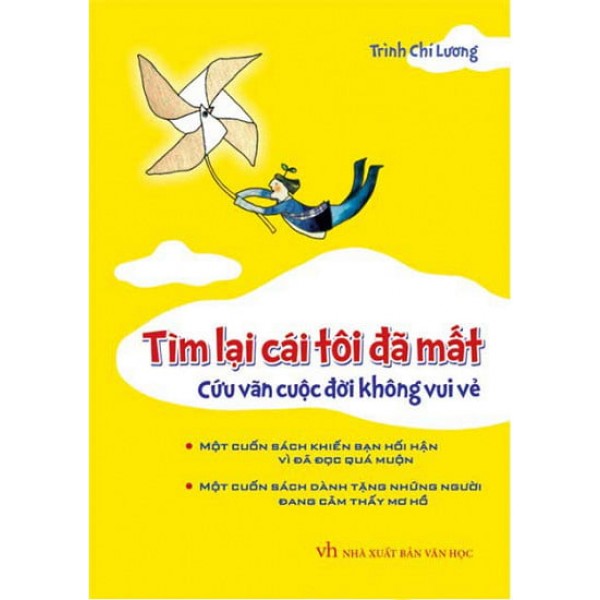 Trình Chí Lương
Tìm lại cái tôi đã mất
Cứu vãn cuộc đời không vui vẻ
• MỘT CUỐN SÁCH KHIẾN BẠN HỐI HẬN
VÌ ĐÃ ĐỌC QUÁ MUỘN
• MỘT CUỐN SÁCH DÀNH TẶNG NHỮNG NGƯỜI
ĐANG CẢM THẤY MƠ HỒ
vh NHÀ XUẤT BẢN VĂN HỌC